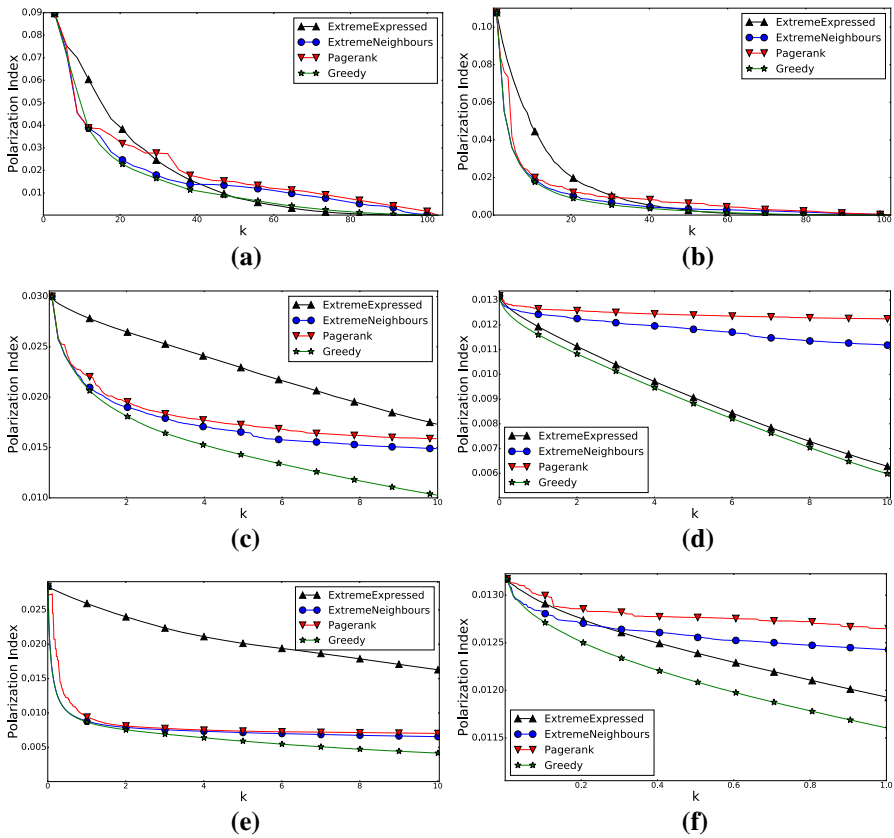 0.09
0.08
0.07
0.06
0.05
0.04
0.03
0.02
0.01
Polarization Index
ExtremeExpressed
ExtremeNeighbours
Pagerank
Greedy
0 20 40 60 80 100
k
(a)
0.10
0.08
0.06
0.04
0.02
0.00
Polarization Index
ExtremeExpressed
ExtremeNeighbours
Pagerank
Greedy
20 40 60 80 100
k
(b)
0.030
0.025
0.020
0.015
0.010
Polarization Index
ExtremeExpressed
ExtremeNeighbours
Pagerank
Greedy
2 4 6 8 10
k
(c)
0.013
0.012
0.011
0.010
0.009
0.008
0.007
0.006
Polarization Index
ExtremeExpressed
ExtremeNeighbours
Pagerank
Greedy
0 2 4 6 8 10
k
(d)
0.025
0.020
0.015
0.010
0.005
Polarization Index
ExtremeExpressed
ExtremeNeighbours
Pagerank
Greedy
0 2 4 6 8 10
k
(e)
0.0130
0.0125
0.0120
0.0115
Polarization Index
ExtremeExpressed
ExtremeNeighbours
Pagerank
Greedy
0.2 0.4 0.6 0.8 1.0
k
(f)